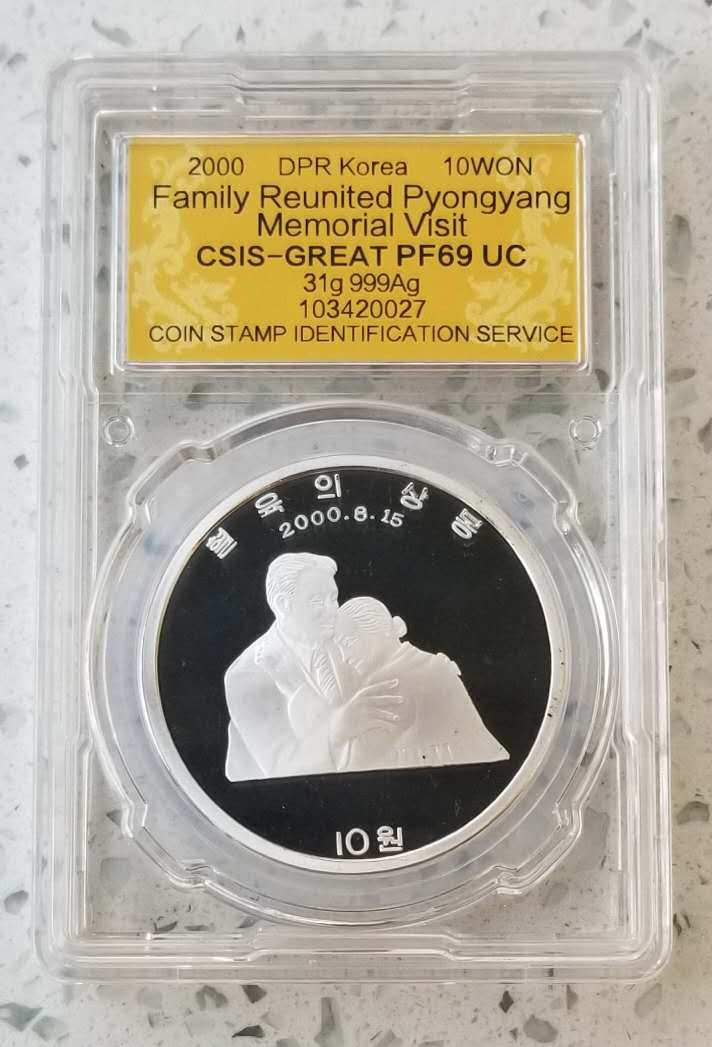 2000 DPR Korea 10WON
Family Reunited Pyongyang
Memorial Visit
CSIS-GREAT PF69 UC
31g 999Ag
103420027
COIN STAMP IDENTIFICATION SERVICE
혈육의 상봉
2000.8.15
10원